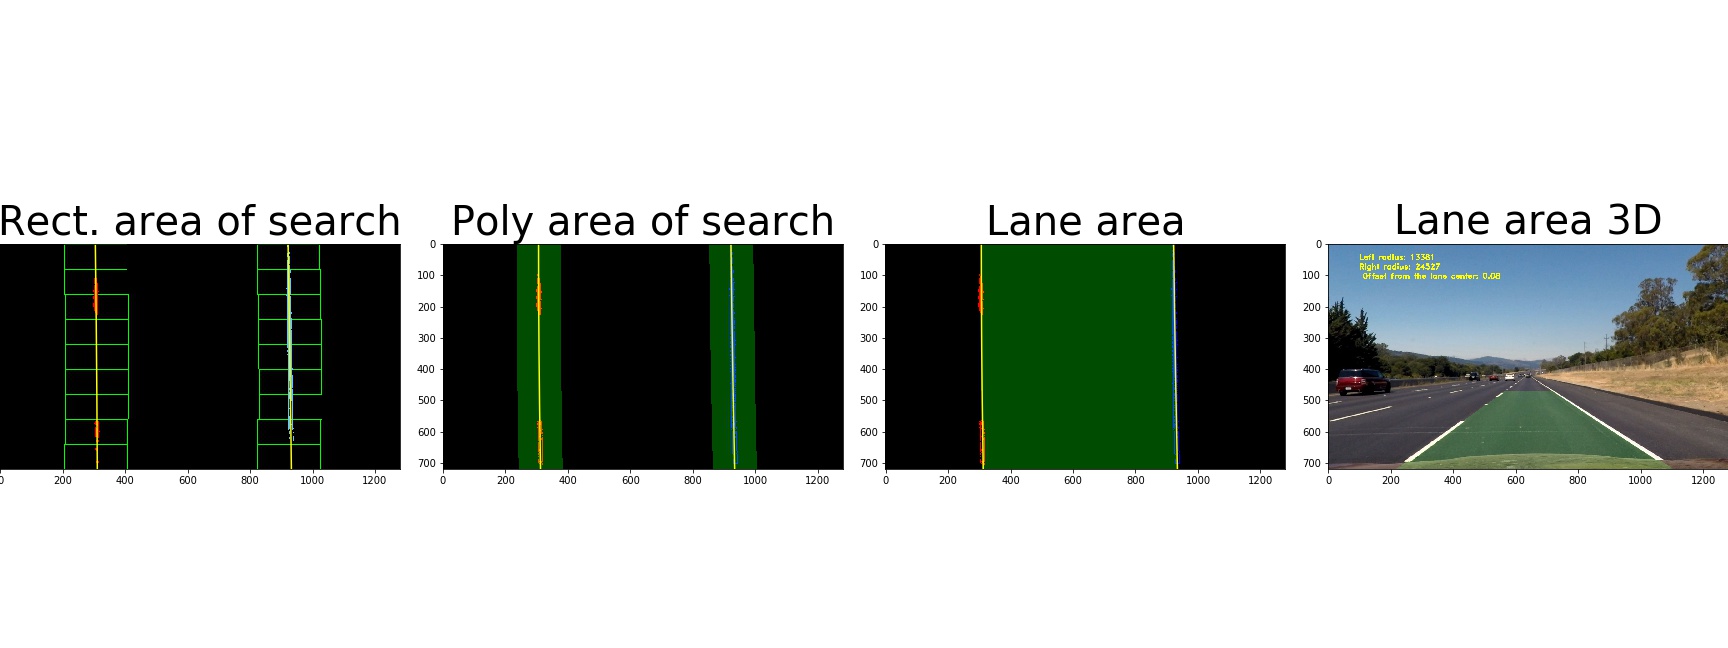 Rect. area of search
Poly area of search
Lane area
Lane area 3D
0
100
200
300
400
500
600
700
0
100
200
300
400
500
600
700
0
100
200
300
400
500
600
700
Left radius: 13381
Right radius: 24527
Offset from the lane center: 0.08
0 200 400 600 800 1000 1200
0 200 400 600 800 1000 1200
0 200 400 600 800 1000 1200
0 200 400 600 800 1000 1200